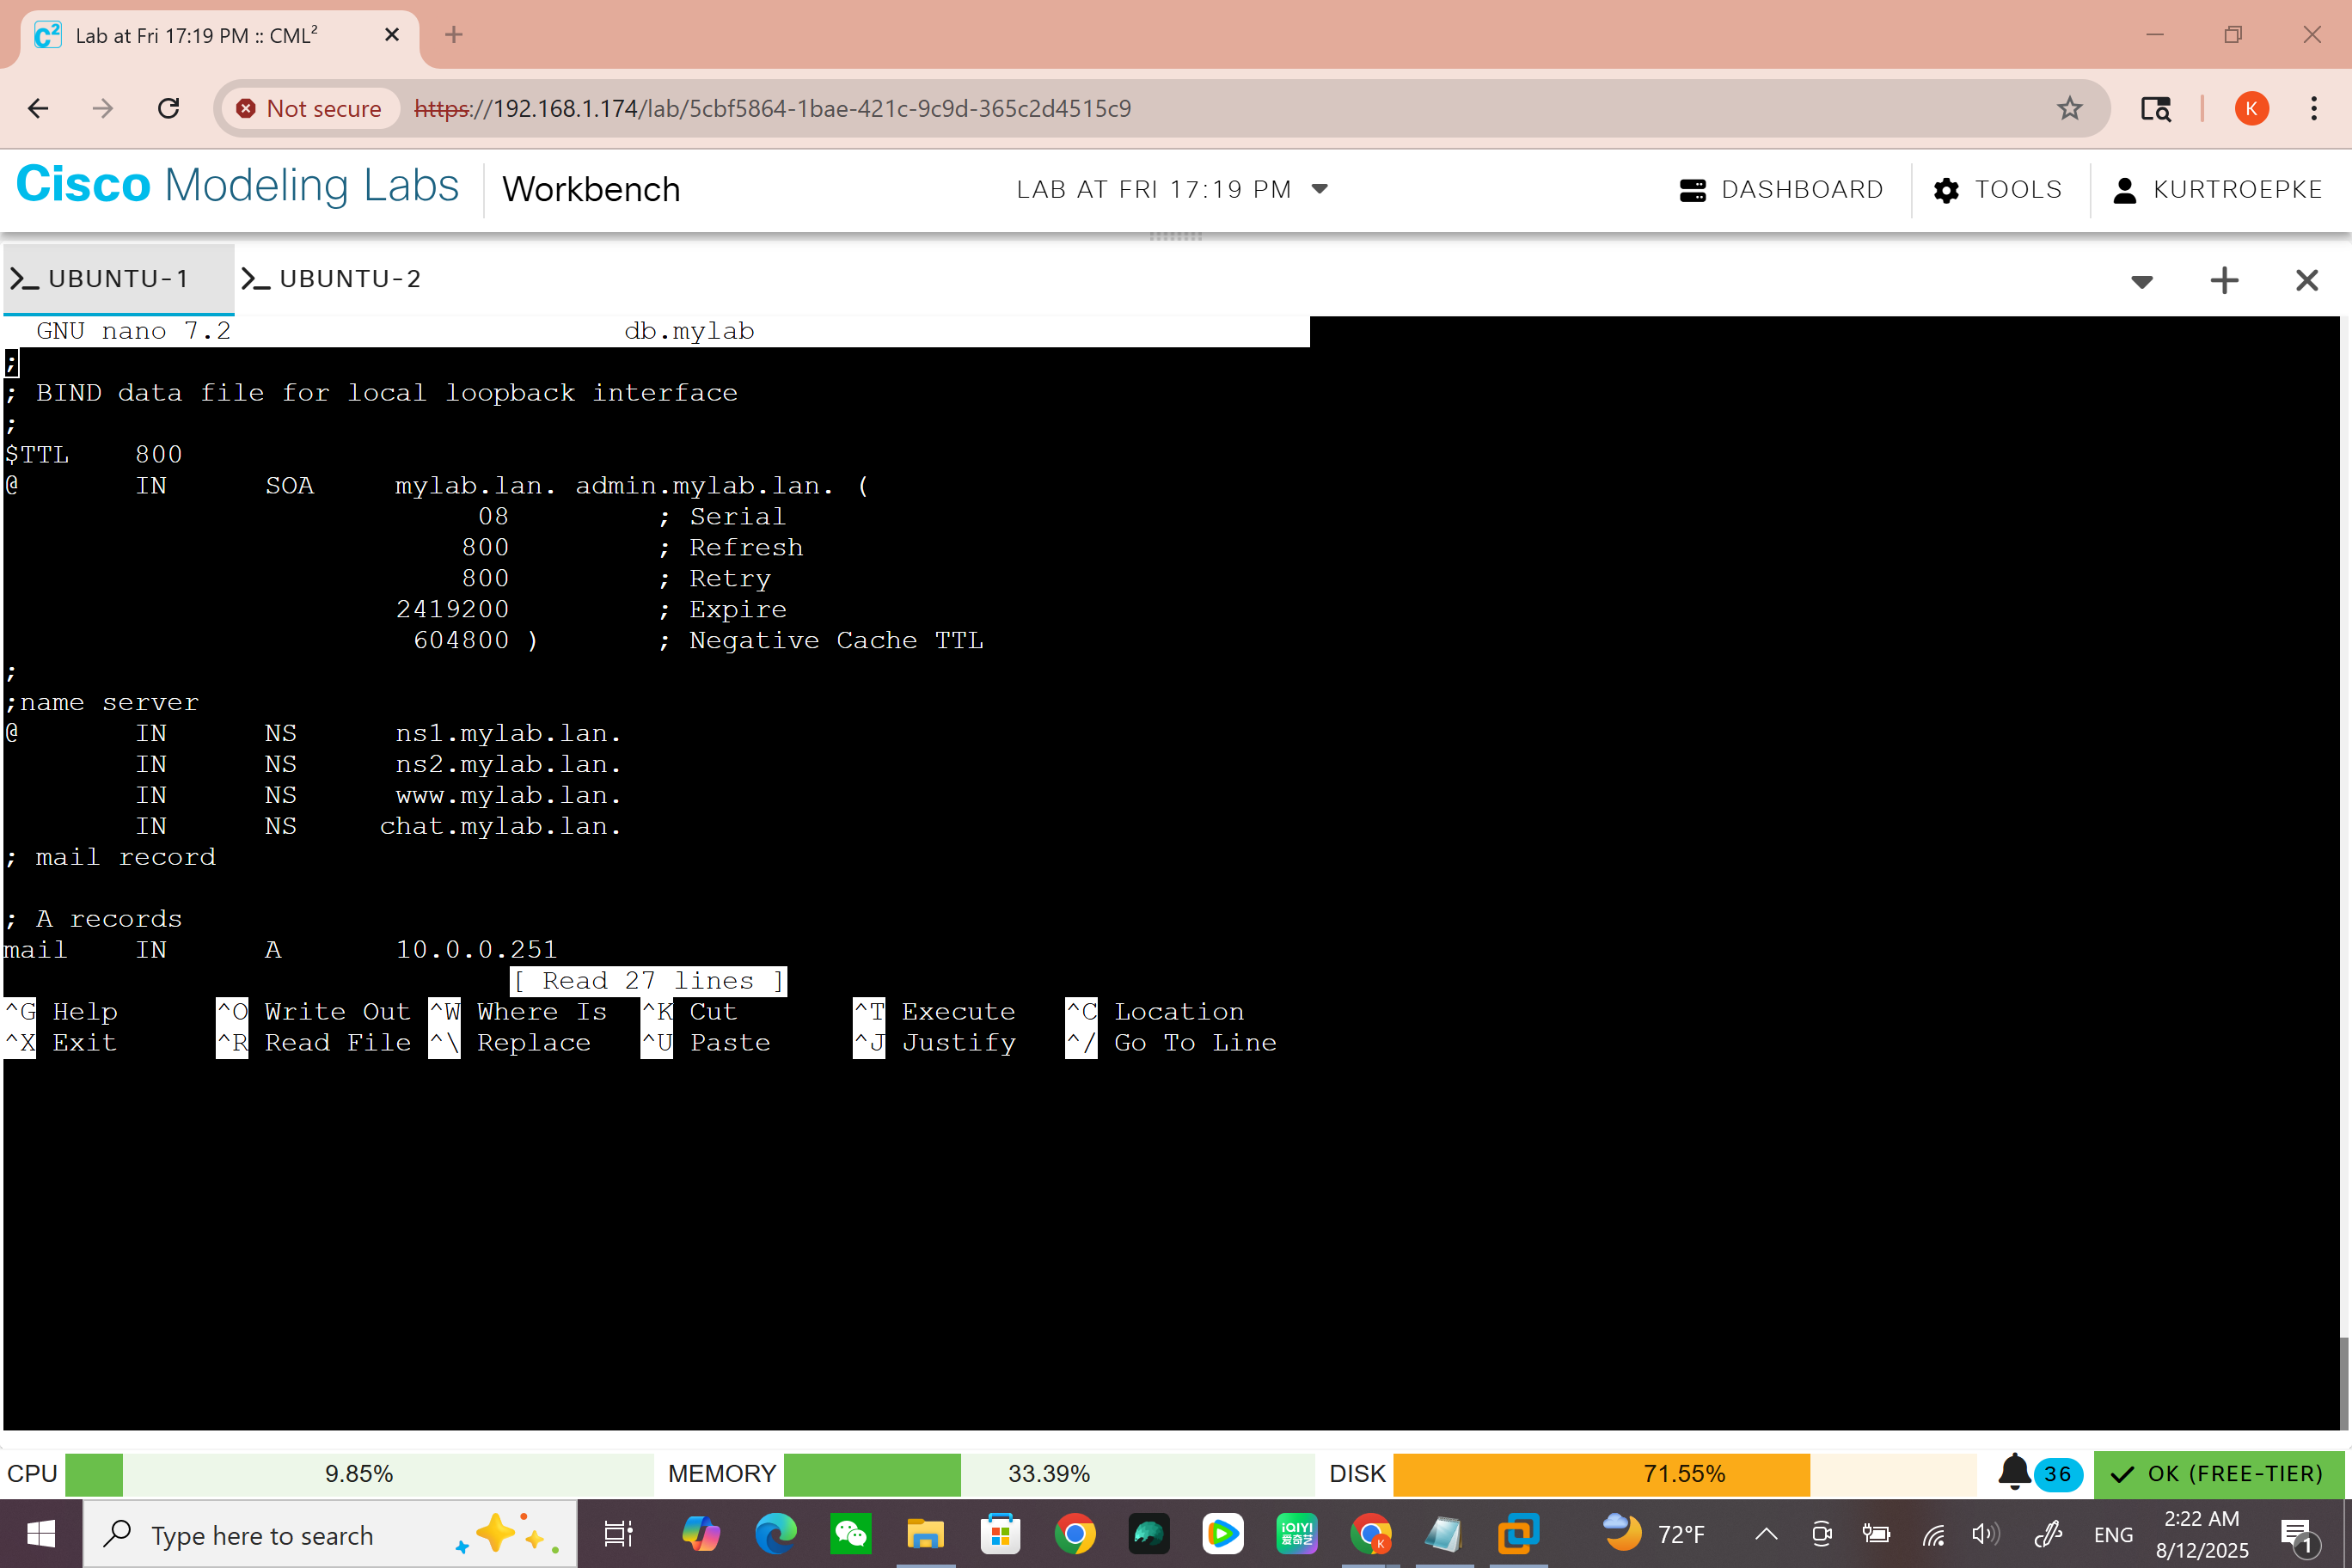 Lab at Fri 17:19 PM :: CML²
Not secure https://192.168.1.174/lab/5cbf5864-1bae-421c-9c9d-365c2d4515c9
K
Cisco Modeling Labs Workbench LAB AT FRI 17:19 PM DASHBOARD TOOLS KURTROEPKE
>_ UBUNTU-1 >_ UBUNTU-2
GNU nano 7.2 db.mylab
;
; BIND data file for local loopback interface
;
$TTL 800
@ IN SOA mylab.lan. admin.mylab.lan. (
08 ; Serial
800 ; Refresh
800 ; Retry
2419200 ; Expire
604800 ) ; Negative Cache TTL
;
;name server
@ IN NS ns1.mylab.lan.
IN NS ns2.mylab.lan.
IN NS www.mylab.lan.
IN NS chat.mylab.lan.
; mail record
; A records
mail IN A 10.0.0.251
[ Read 27 lines ]
^G Help ^O Write Out ^W Where Is ^K Cut ^T Execute ^C Location
^X Exit ^R Read File ^\ Replace ^U Paste ^J Justify ^/ Go To Line
CPU 9.85% MEMORY 33.39% DISK 71.55% 36 OK (FREE-TIER)
Type here to search
iQIYI
爱奇艺
K
72°F
ENG
2:22 AM
8/12/2025
1